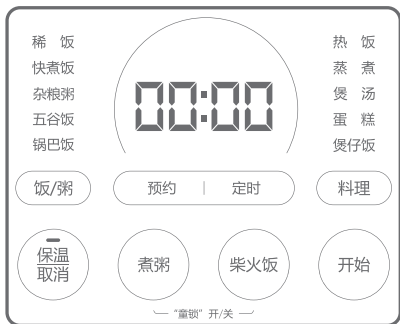 稀 饭
快煮饭
杂粮粥
五谷饭
锅巴饭
00:00
热 饭
蒸 煮
煲 汤
蛋 糕
煲仔饭
饭/粥
预约 | 定时
料理
保温
取消
煮粥
柴火饭
开始
“童锁”开/关